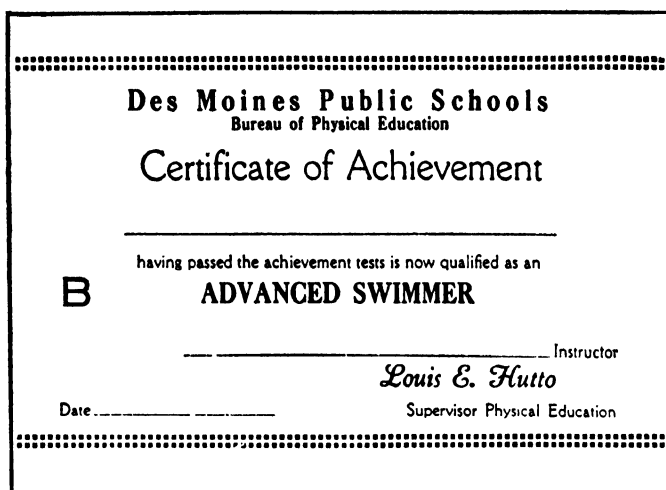 Des Moines Public Schools
Bureau of Physical Education
Certificate of Achievement
having passed the achievement tests is now qualified as an
B
ADVANCED SWIMMER
Instructor
Louis E. Hutto
Date
Supervisor Physical Education